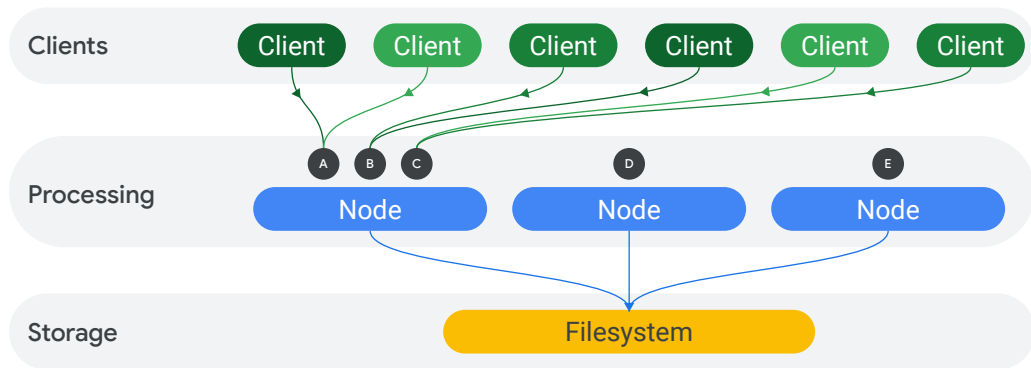 Clients
Client Client Client Client Client Client
A B C D E
Processing
Node Node Node
Storage
Filesystem